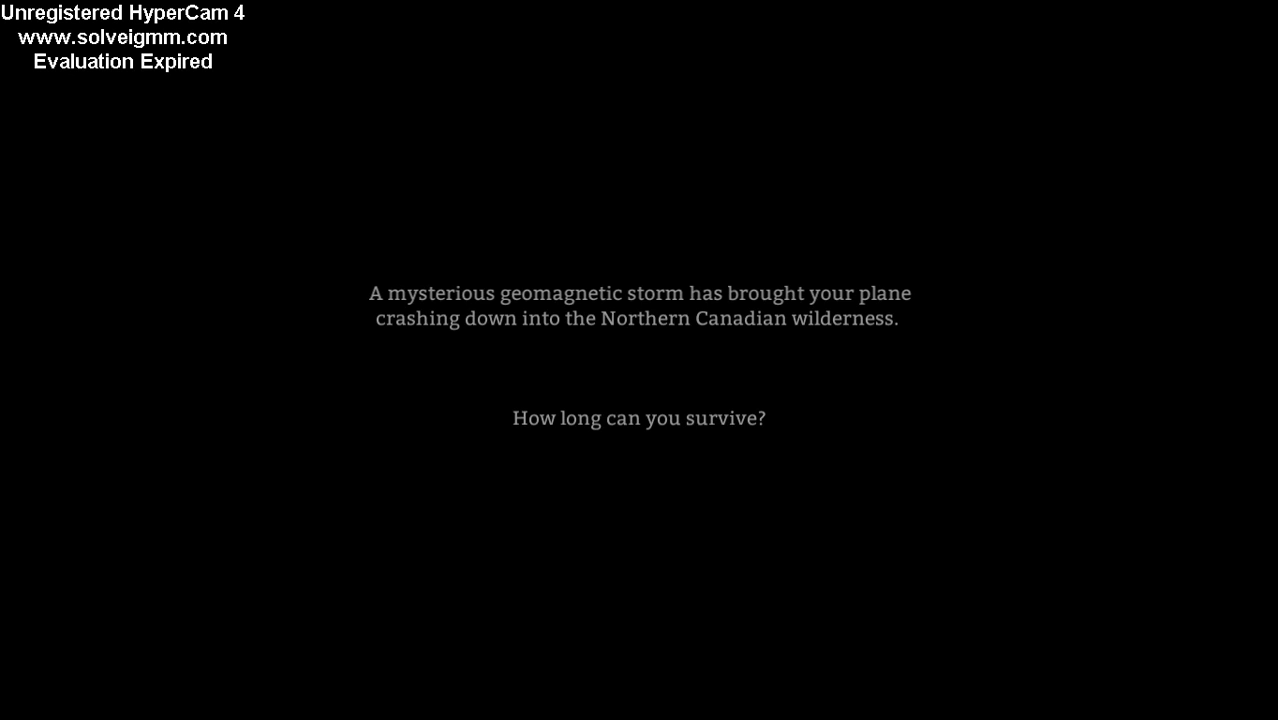 Unregistered HyperCam 4
www.solveigmm.com
Evaluation Expired
A mysterious geomagnetic storm has brought your plane
crashing down into the Northern Canadian wilderness.
How long can you survive?